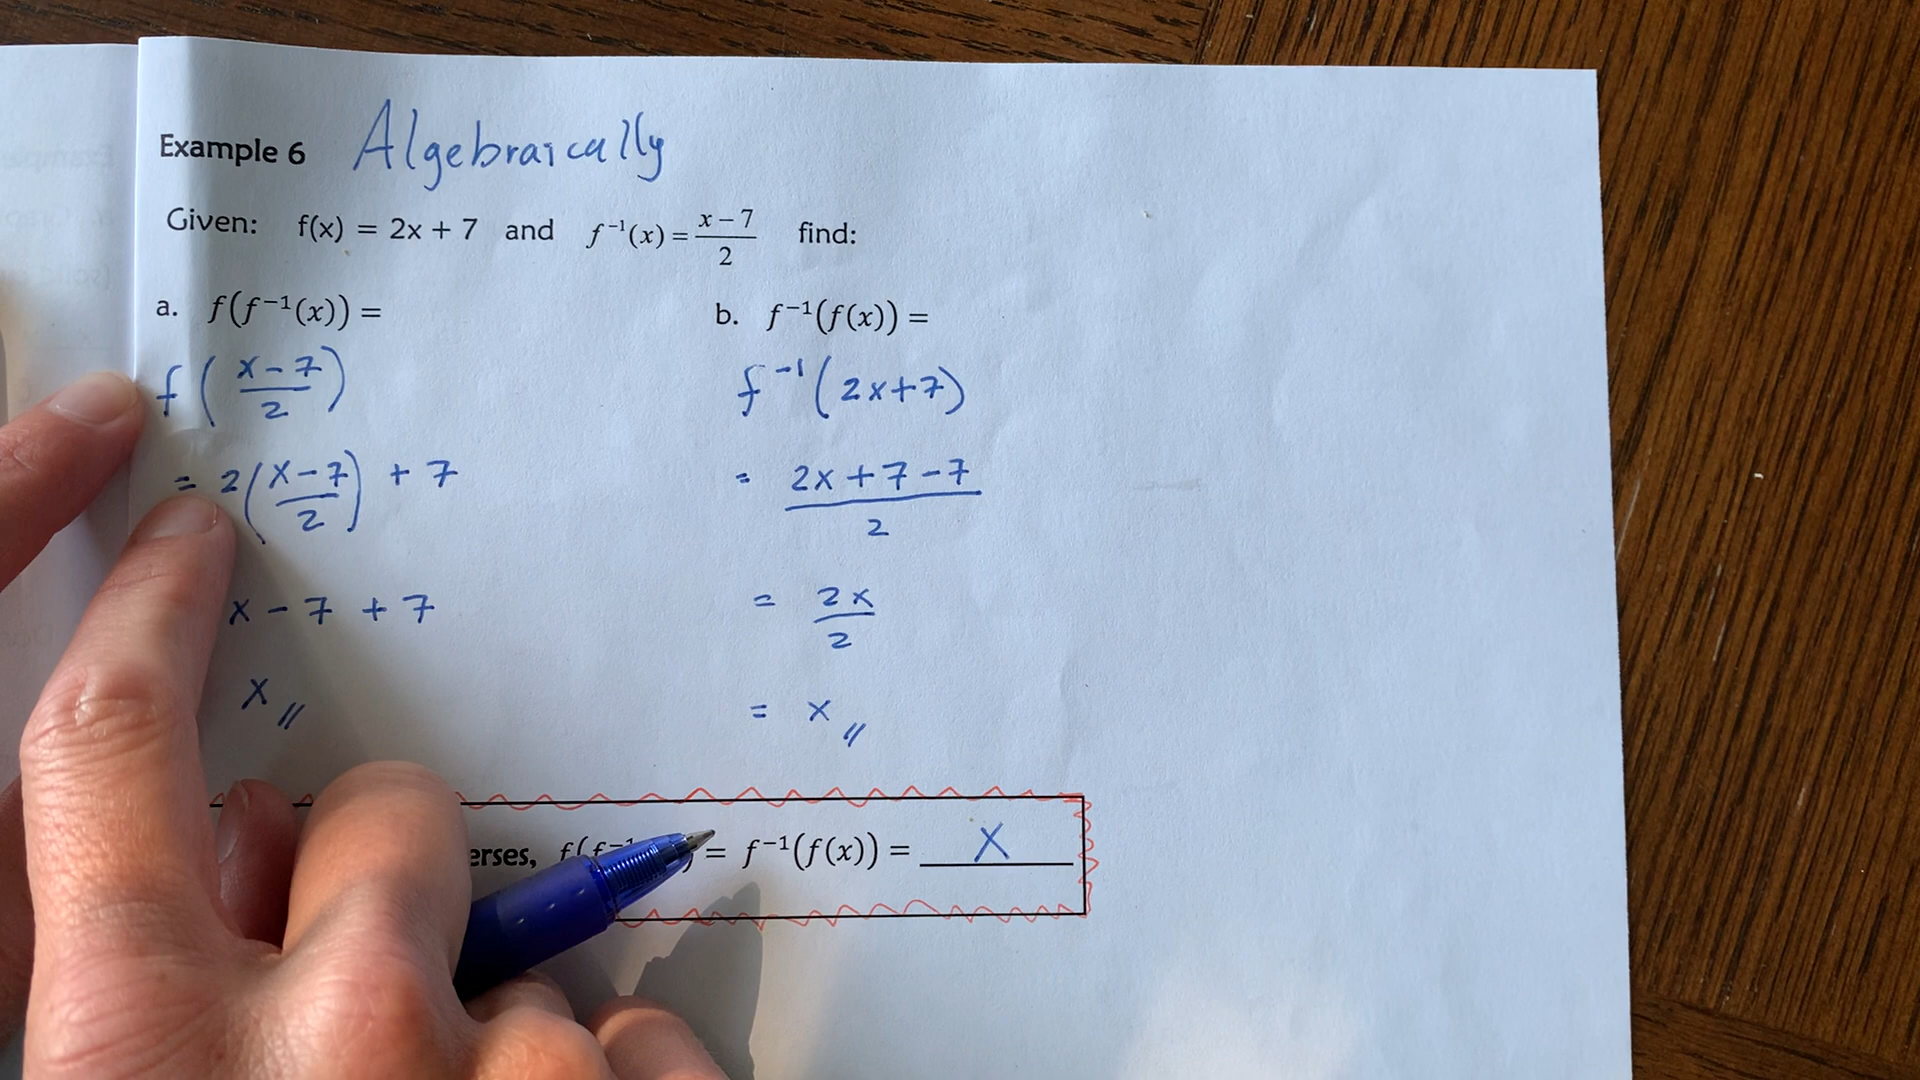 Example 6 Algebraically
Given: f(x) = 2x + 7 and f⁻¹(x) = (x − 7)/2 find:
a. f(f⁻¹(x)) =
f((x − 7)/2)
= 2((x − 7)/2) + 7
x − 7 + 7
x //
b. f⁻¹(f(x)) =
f⁻¹(2x + 7)
= (2x + 7 − 7)/2
= 2x/2
= x //
= f⁻¹(f(x)) = x